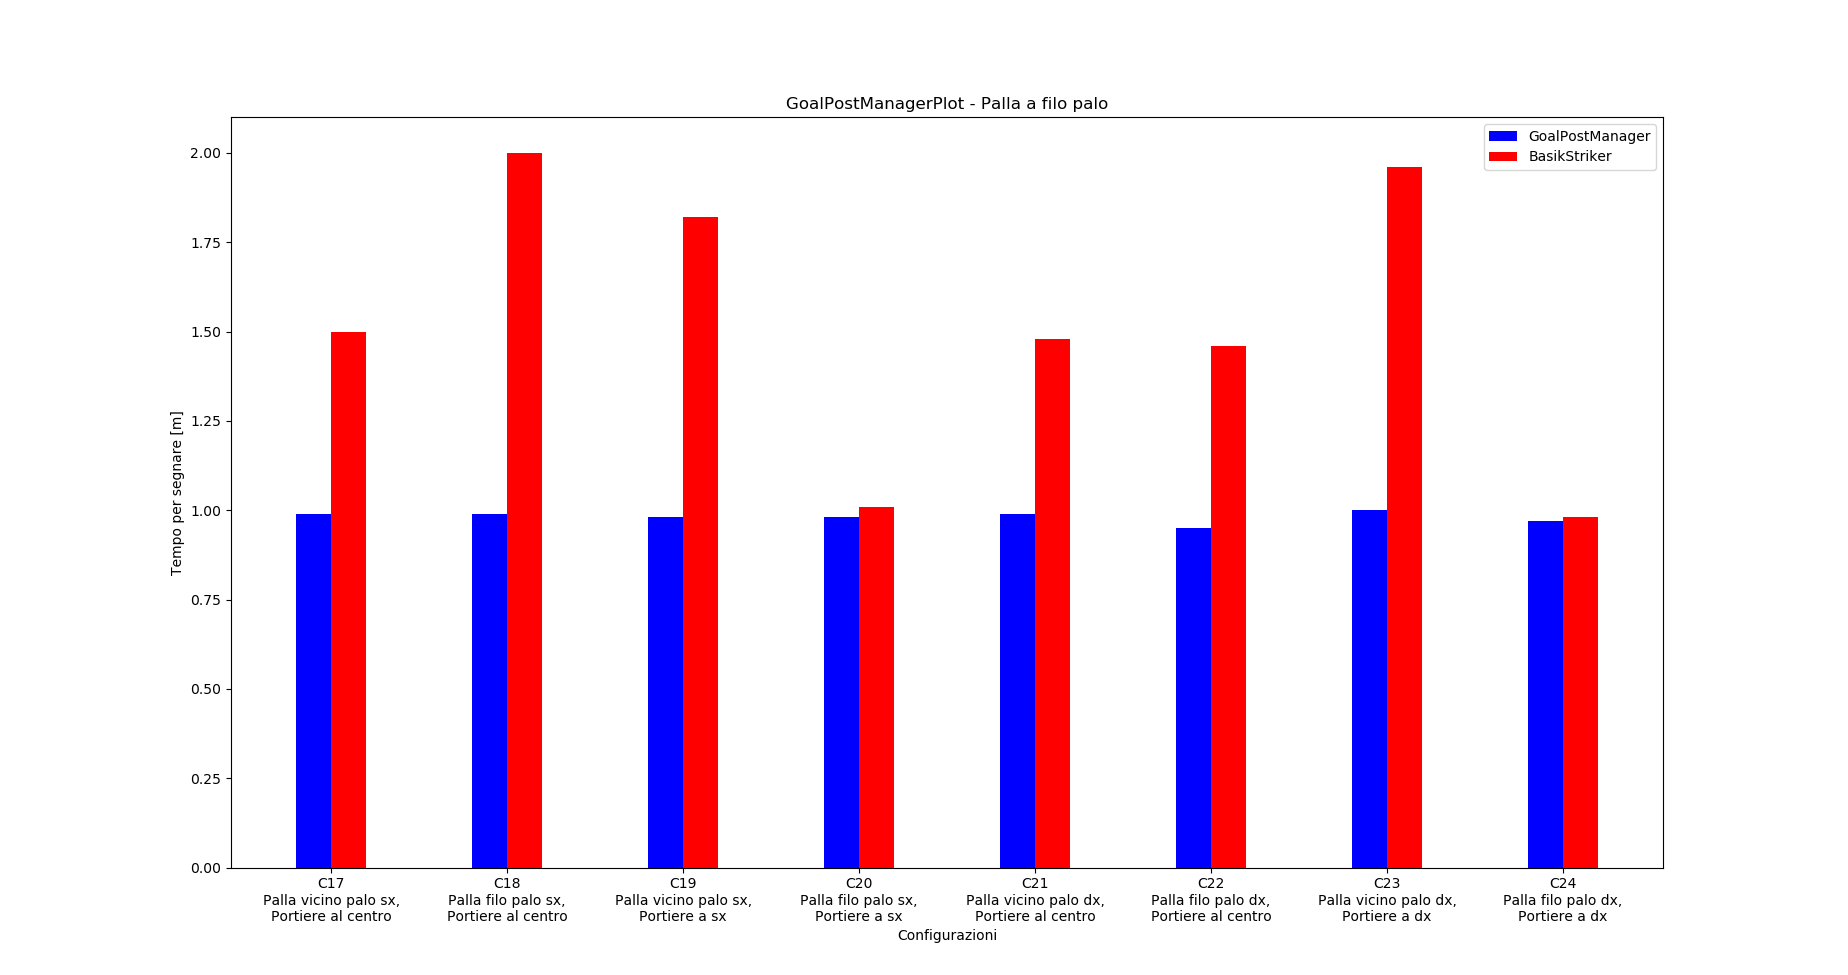 GoalPostManagerPlot - Palla a filo palo
GoalPostManager
BasikStriker
Tempo per segnare [m]
2.00
1.75
1.50
1.25
1.00
0.75
0.50
0.25
0.00
C17
Palla vicino palo sx,
Portiere al centro
C18
Palla filo palo sx,
Portiere al centro
C19
Palla vicino palo sx,
Portiere a sx
C20
Palla filo palo sx,
Portiere a sx
C21
Palla vicino palo dx,
Portiere al centro
C22
Palla filo palo dx,
Portiere al centro
C23
Palla vicino palo dx,
Portiere a dx
C24
Palla filo palo dx,
Portiere a dx
Configurazioni